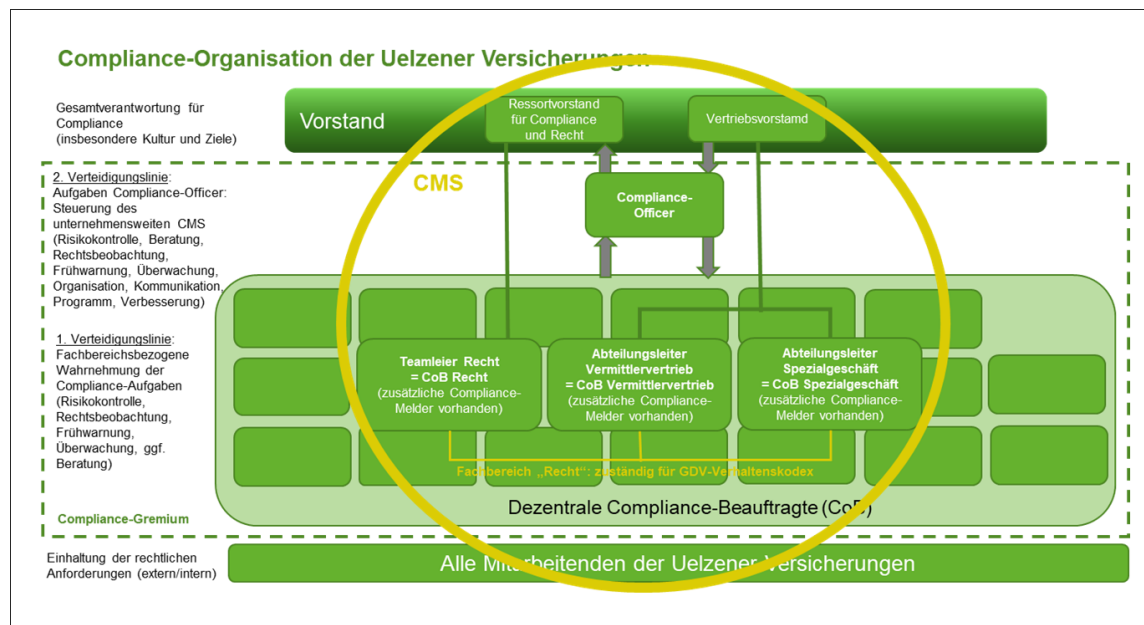 Compliance-Organisation der Uelzener Versicherungen
Gesamtverantwortung für
Compliance
(insbesondere Kultur und Ziele)
Vorstand
Ressortvorstand
für Compliance
und Recht
Vertriebsvorstamd
2. Verteidigungslinie:
Aufgaben Compliance-Officer:
Steuerung des
unternehmensweiten CMS
(Risikokontrolle, Beratung,
Rechtsbeobachtung,
Frühwarnung, Überwachung,
Organisation, Kommunikation,
Programm, Verbesserung)
CMS
Compliance-
Officer
1. Verteidigungslinie:
Fachbereichsbezogene
Wahrnehmung der
Compliance-Aufgaben
(Risikokontrolle,
Rechtsbeobachtung,
Frühwarnung,
Überwachung, ggf.
Beratung)
Teamleier Recht
= CoB Recht
(zusätzliche Compliance-
Melder vorhanden)
Abteilungsleiter
Vermittlervertrieb
= CoB Vermittlervertrieb
(zusätzliche Compliance-
Melder vorhanden)
Abteilungsleiter
Spezialgeschäft
= CoB Spezialgeschäft
(zusätzliche Compliance-
Melder vorhanden)
Fachbereich „Recht“: zuständig für GDV-Verhaltenskodex
Dezentrale Compliance-Beauftragte (CoB)
Compliance-Gremium
Einhaltung der rechtlichen
Anforderungen (extern/intern)
Alle Mitarbeitenden der Uelzener Versicherungen